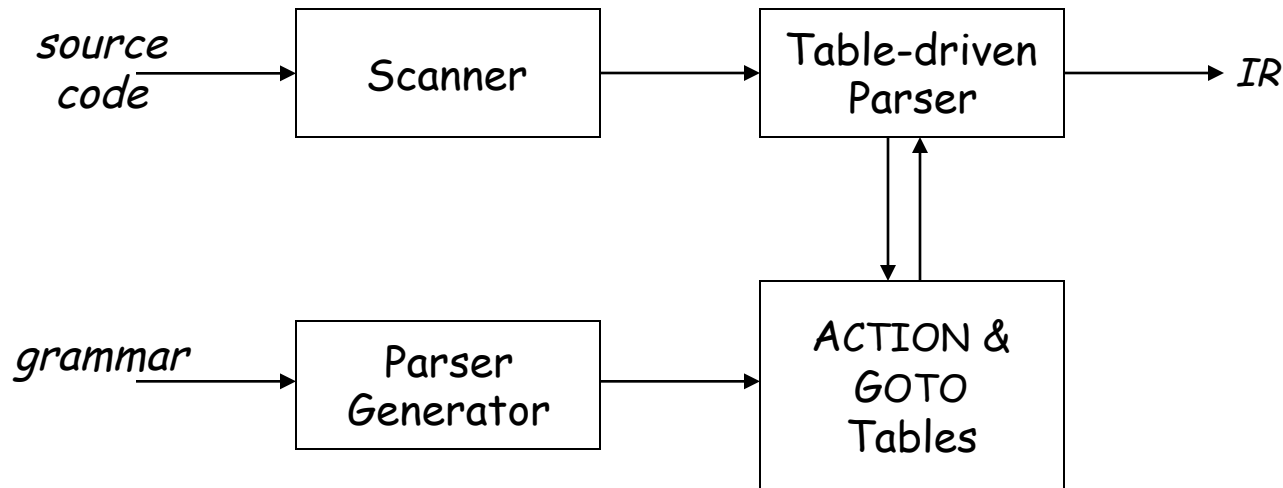 source
code
Scanner
Table-driven
Parser
IR
grammar
Parser
Generator
ACTION &
GOTO
Tables